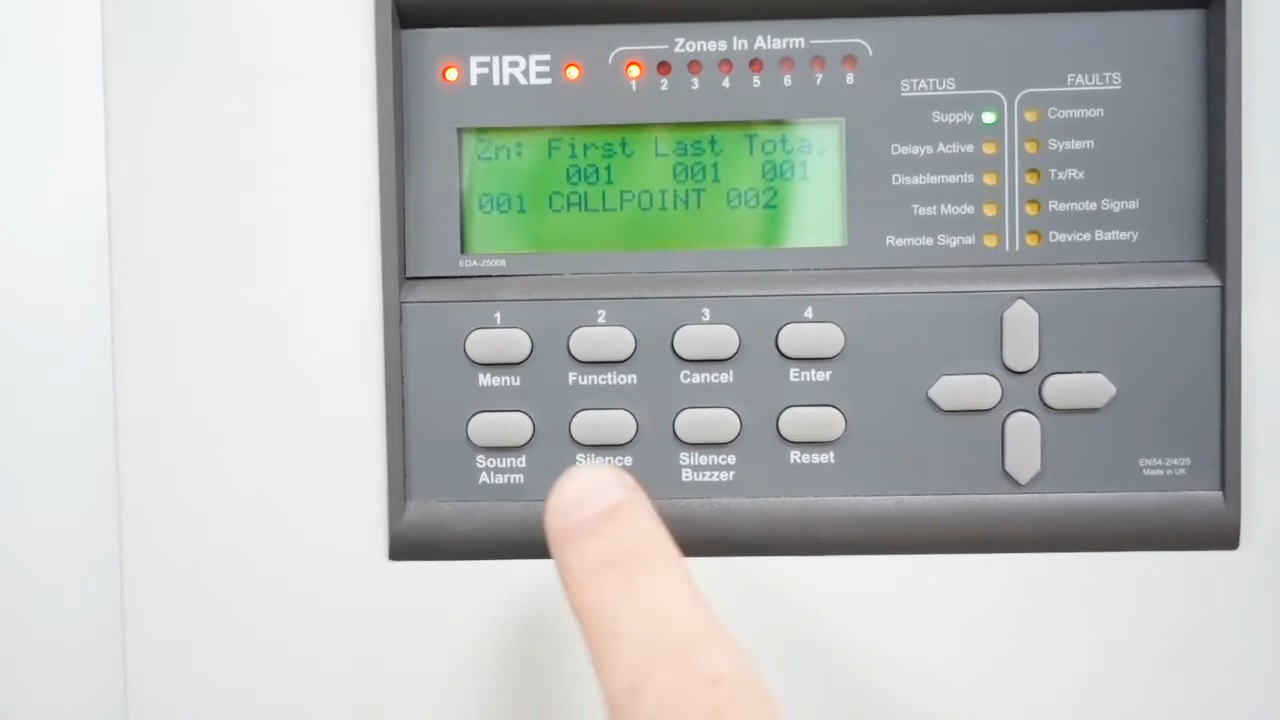 FIRE
Zones In Alarm
1 2 3 4 5 6 7 8
Zn: First Last Total
001 001 001
001 CALLPOINT 002
EDA-Z5008
STATUS
Supply
Delays Active
Disablements
Test Mode
Remote Signal
FAULTS
Common
System
Tx/Rx
Remote Signal
Device Battery
1 2 3 4
Menu Function Cancel Enter
Sound
Alarm
Silence
Silence
Buzzer
Reset
EN54-2/4/25
Made in UK